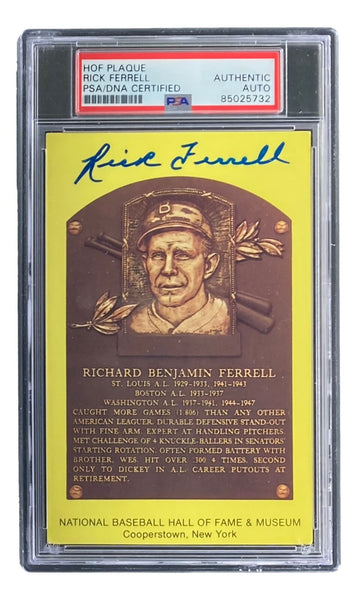 HOF PLAQUE
RICK FERRELL
PSA/DNA CERTIFIED
AUTHENTIC
AUTO
85025732
PSA
Rick Ferrell
B
RICHARD BENJAMIN FERRELL
ST. LOUIS A.L. 1929-1933, 1941-1943
BOSTON A.L. 1933-1937
WASHINGTON A.L. 1937-1941, 1944-1947
CAUGHT MORE GAMES (1,806) THAN ANY OTHER
AMERICAN LEAGUER. DURABLE DEFENSIVE STAND-OUT
WITH FINE ARM. EXPERT AT HANDLING PITCHERS.
MET CHALLENGE OF 4 KNUCKLE-BALLERS IN SENATORS'
STARTING ROTATION. OFTEN FORMED BATTERY WITH
BROTHER, WES. HIT OVER .300 4 TIMES. SECOND
ONLY TO DICKEY IN A.L. CAREER PUTOUTS AT
RETIREMENT.
NATIONAL BASEBALL HALL OF FAME & MUSEUM
Cooperstown, New York